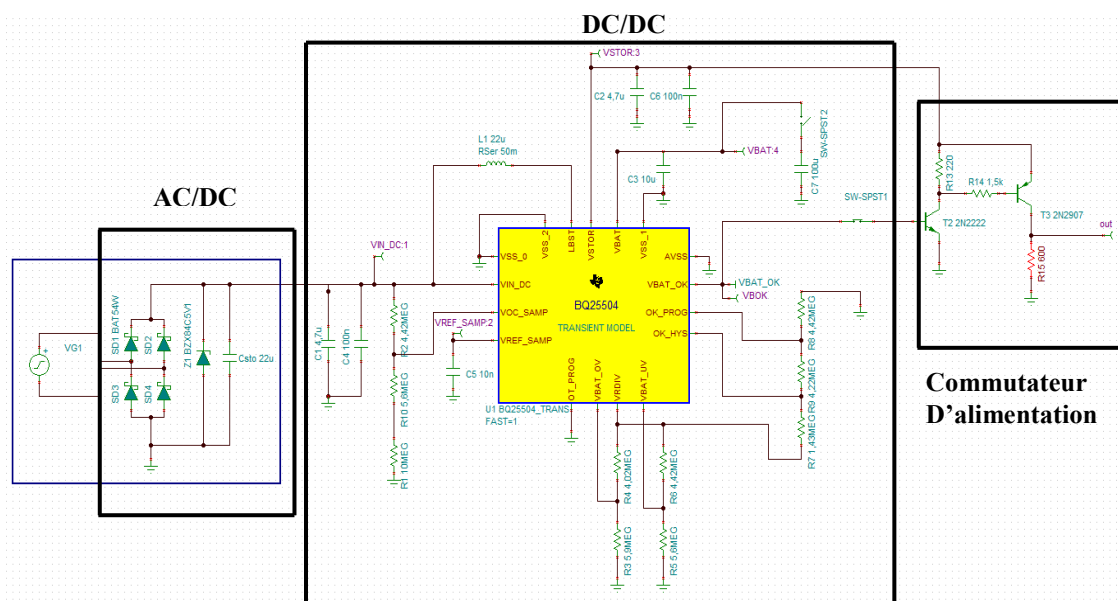 DC/DC
VSTOR:3
C2 4,7u
C6 100n
SW-SPST2
L1 22u
RSer 50m
VBAT:4
C3 10u
C7 100u
R13 220
R14 1,5k
AC/DC
SW-SPST1
T2 2N2222
T3 2N2907
out
R15 600
VIN_DC:1
VSS_2
LBST
VSTOR
VBAT
VSS_1
VSS_0
AVSS
VIN_DC
BQ25504
VBAT_OK
VBAT_OK
VBOK
VOC_SAMP
TRANSIENT MODEL
OK_PROG
VREF_SAMP:2
VREF_SAMP
OK_HYS
VG1
+
SD1 BAT54W
SD2
Z1 BZX84C5V1
Csto 22u
SD3
SD4
C1 4,7u
C4 100n
R2 4,42MEG
C5 10n
R8 4,42MEG
R10 5,6MEG
OT_PROG
VBAT_OV
VRDIV
VBAT_UV
R9 4,22MEG
U1 BQ25504_TRANS
FAST=1
R7 1,43MEG
R1 10MEG
R4 4,02MEG
R6 4,42MEG
R3 5,9MEG
R5 5,6MEG
Commutateur
D’alimentation